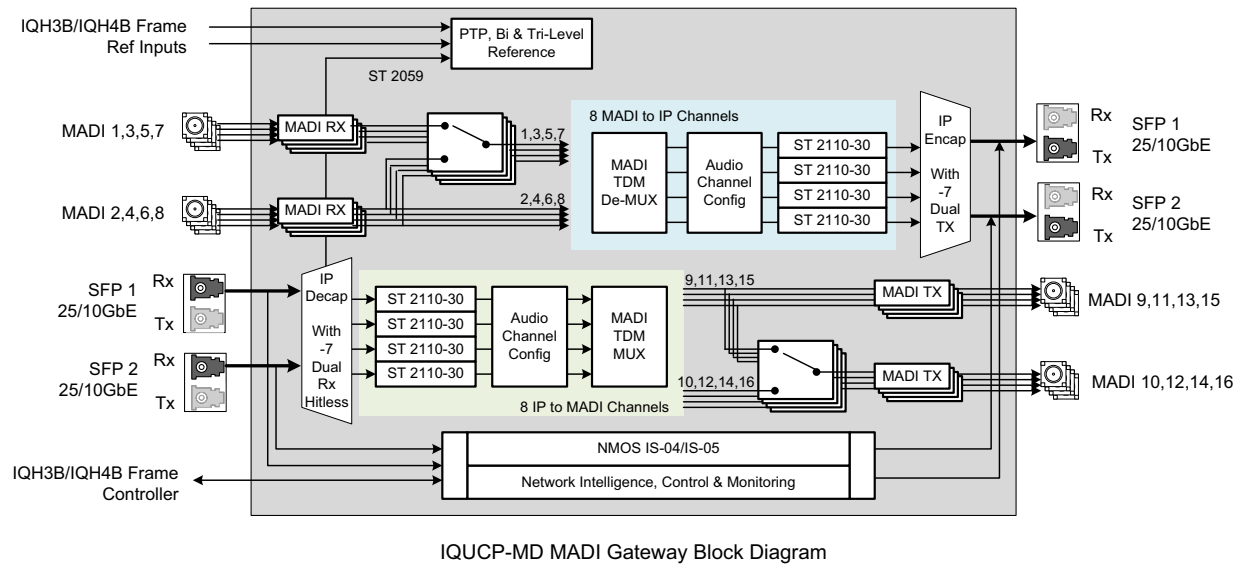 IQH3B/IQH4B Frame
Ref Inputs
PTP, Bi & Tri-Level
Reference
ST 2059
MADI 1,3,5,7
MADI RX
1,3,5,7
MADI 2,4,6,8
MADI RX
2,4,6,8
8 MADI to IP Channels
MADI
TDM
De-MUX
Audio
Channel
Config
ST 2110-30
ST 2110-30
ST 2110-30
ST 2110-30
IP
Encap
With
-7
Dual
TX
Rx
Tx
SFP 1
25/10GbE
Rx
Tx
SFP 2
25/10GbE
SFP 1
25/10GbE
Rx
Tx
SFP 2
25/10GbE
Rx
Tx
IP
Decap
With
-7
Dual
Rx
Hitless
ST 2110-30
ST 2110-30
ST 2110-30
ST 2110-30
Audio
Channel
Config
MADI
TDM
MUX
8 IP to MADI Channels
9,11,13,15
10,12,14,16
MADI TX
MADI 9,11,13,15
MADI TX
MADI 10,12,14,16
IQH3B/IQH4B Frame
Controller
NMOS IS-04/IS-05
Network Intelligence, Control & Monitoring
IQUCP-MD MADI Gateway Block Diagram